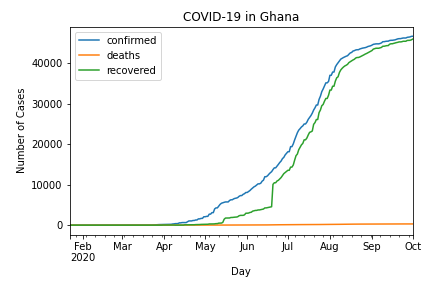 COVID-19 in Ghana
confirmed
deaths
recovered
Number of Cases
40000
30000
20000
10000
0
Feb Mar Apr May Jun Jul Aug Sep Oct
2020
Day